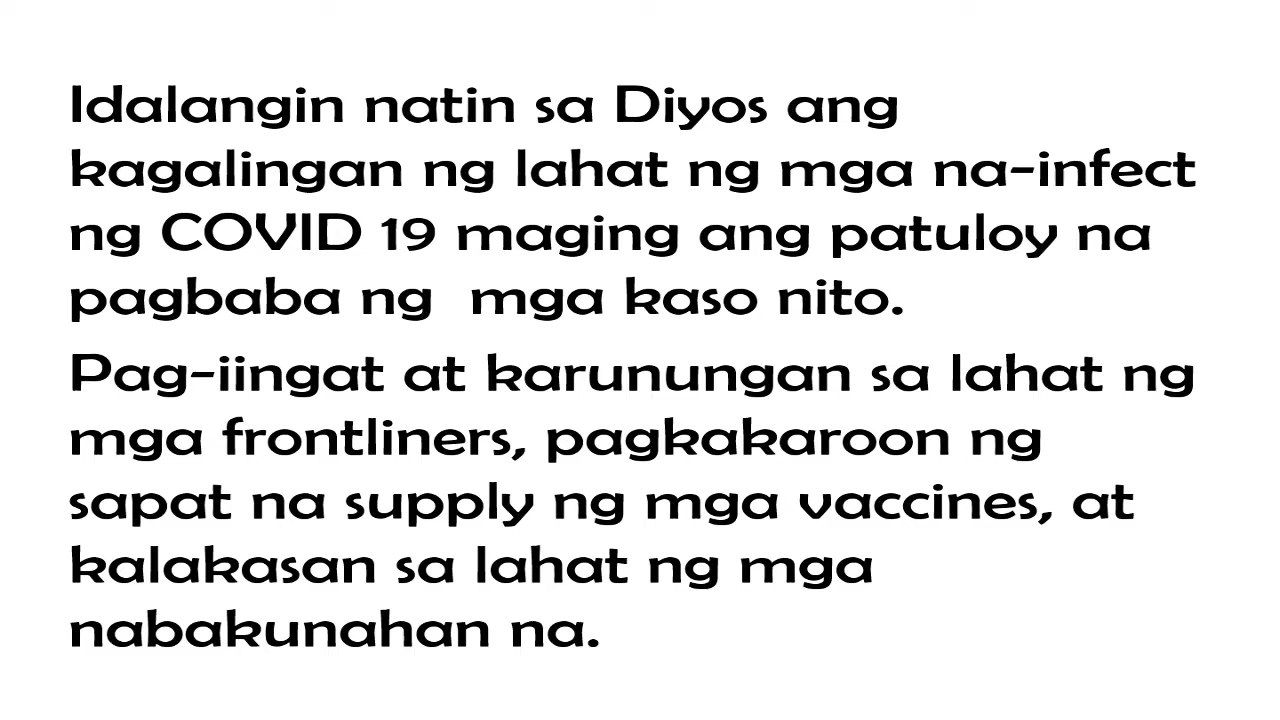 Idalangin natin sa Diyos ang
kagalingan ng lahat ng mga na-infect
ng COVID 19 maging ang patuloy na
pagbaba ng  mga kaso nito.
Pag-iingat at karunungan sa lahat ng
mga frontliners, pagkakaroon ng
sapat na supply ng mga vaccines, at
kalakasan sa lahat ng mga
nabakunahan na.